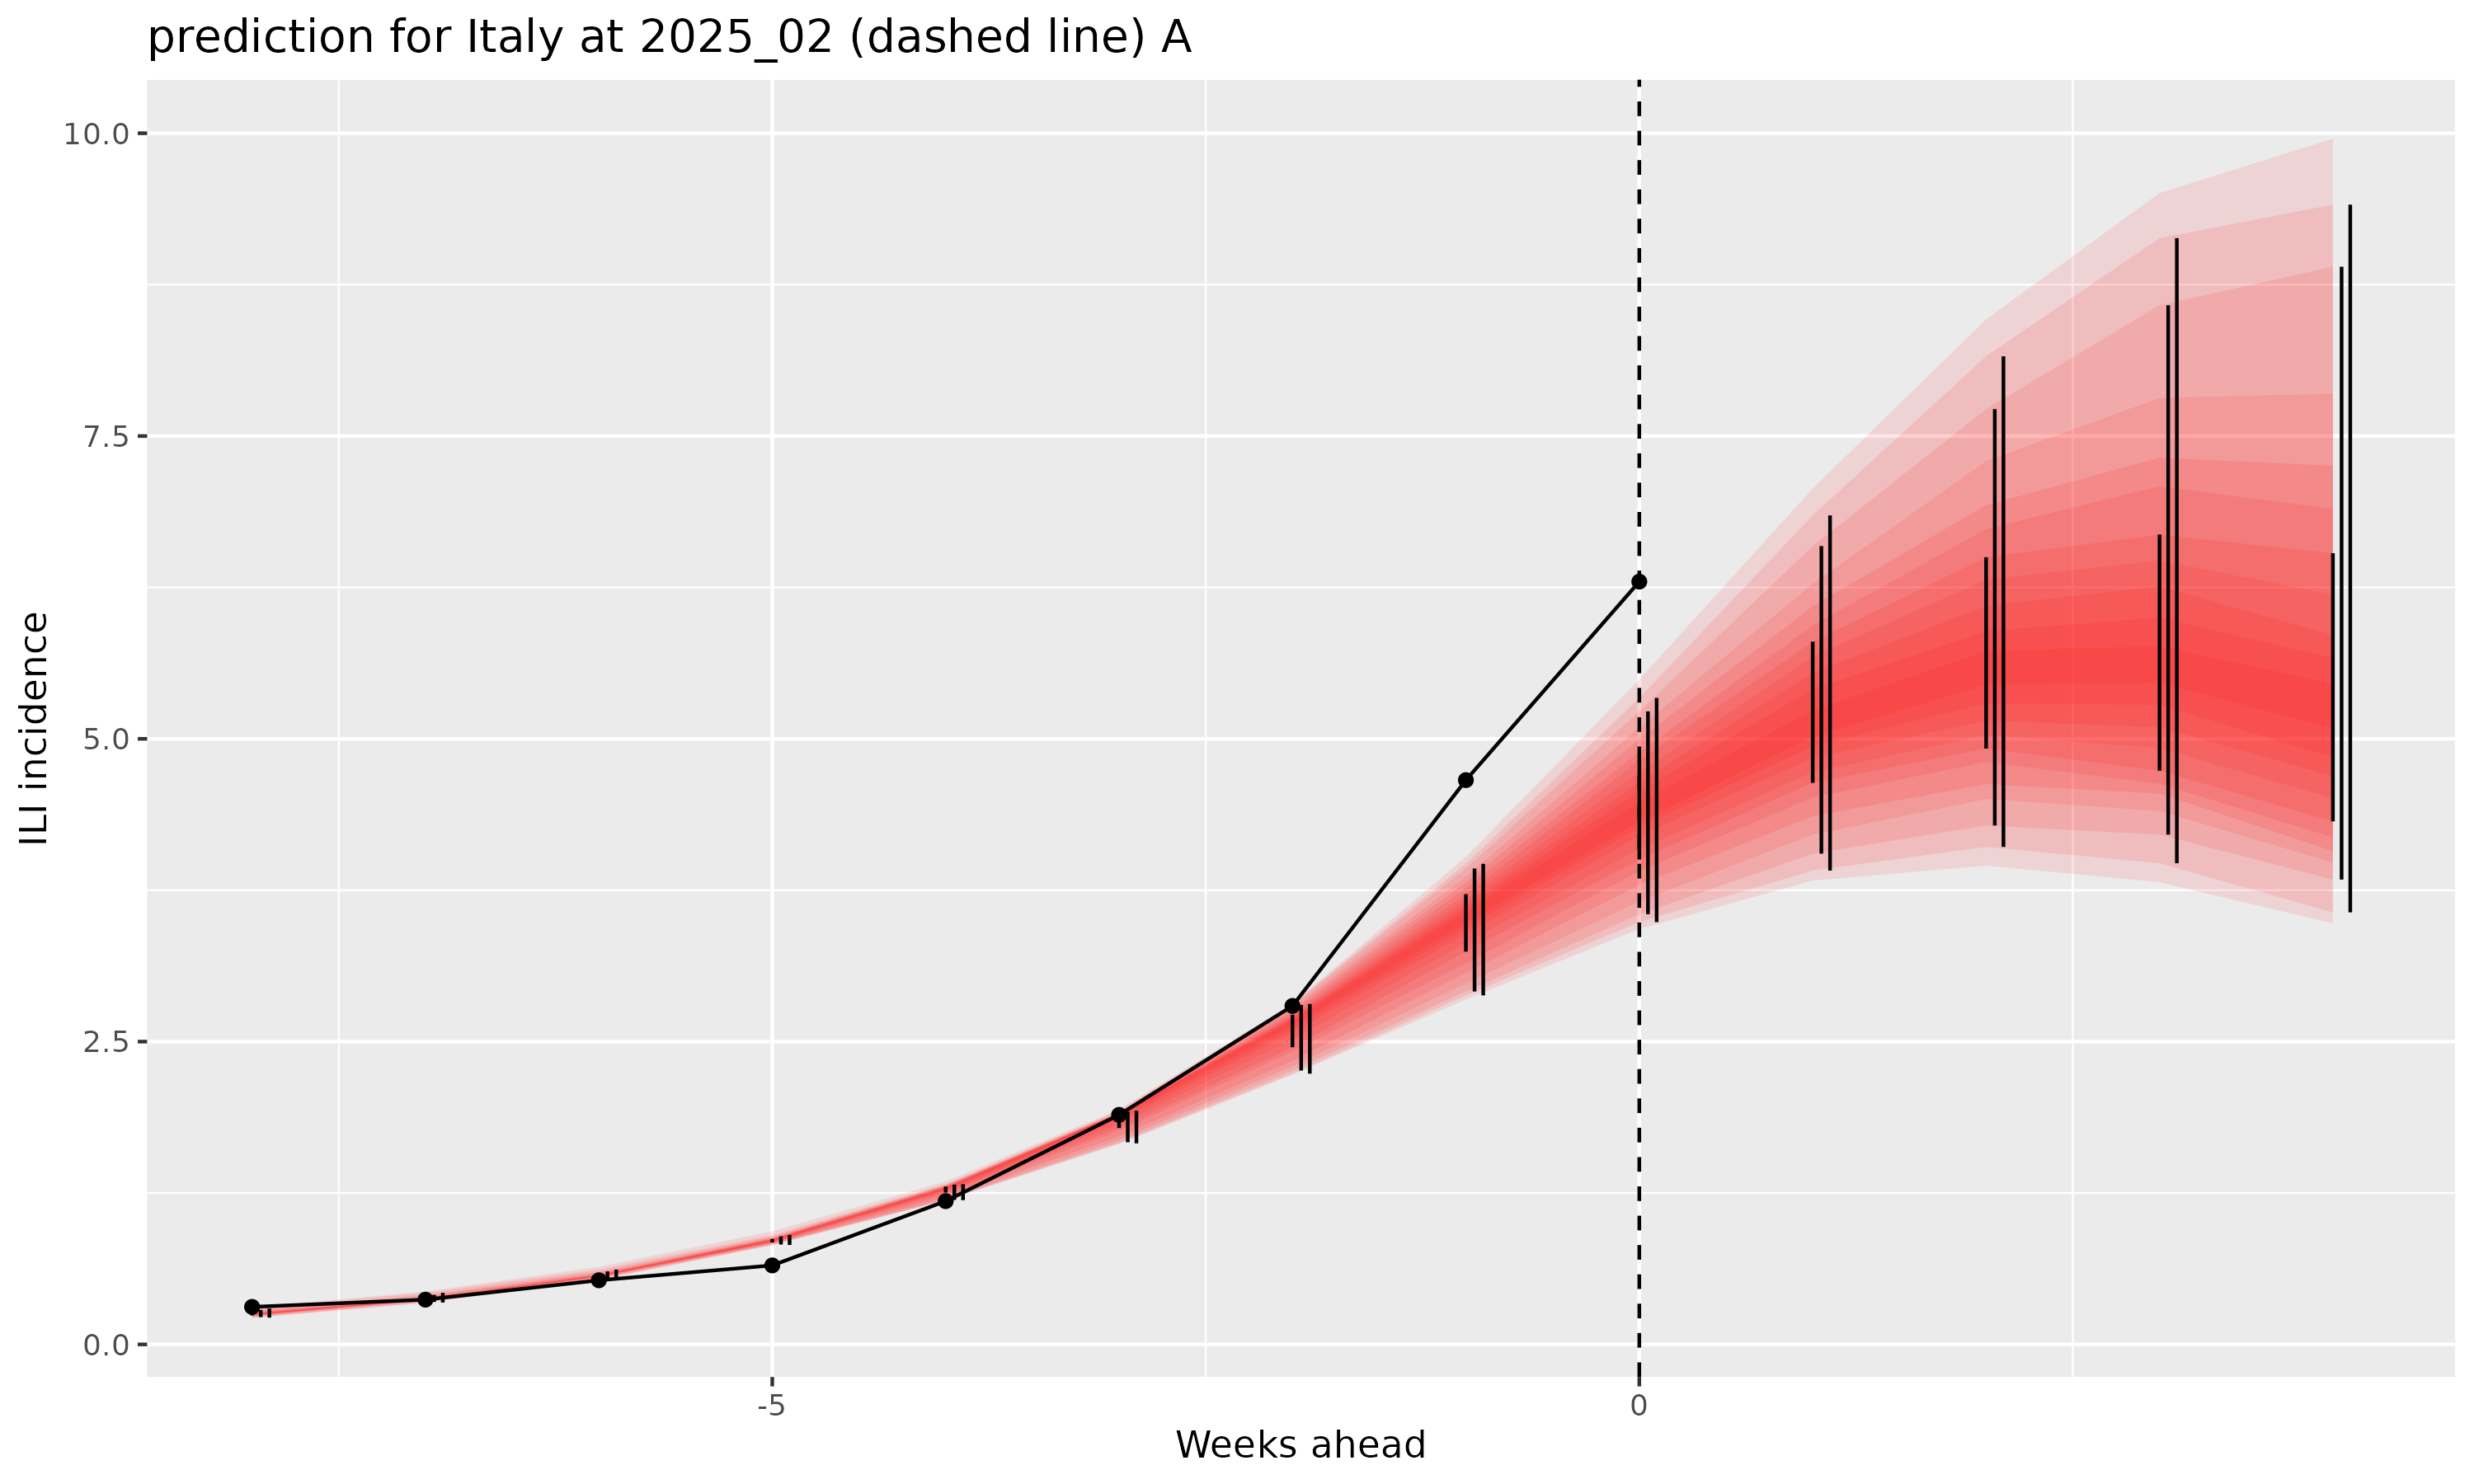 prediction for Italy at 2025_02 (dashed line) A
10.0
7.5
5.0
2.5
0.0
ILI incidence
-5
0
Weeks ahead